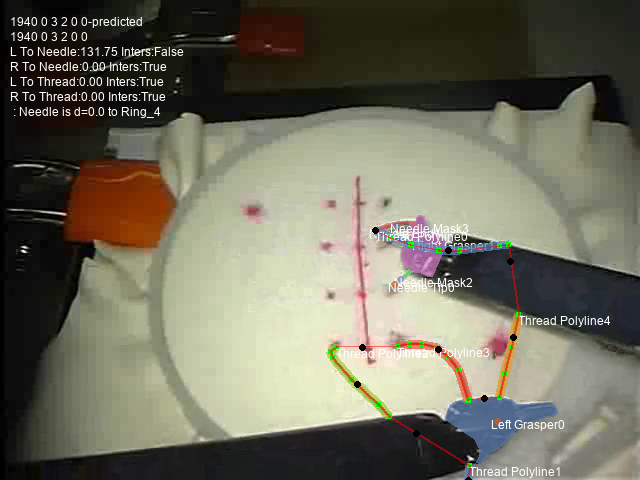 1940 0 3 2 0 0-predicted
1940 0 3 2 0 0
L To Needle:131.75 Inters:False
R To Needle:0.00 Inters:True
L To Thread:0.00 Inters:True
R To Thread:0.00 Inters:True
: Needle is d=0.0 to Ring_4
Needle Mask3
Thread Polyline0
Needle Mask2
Needle Tip0
Thread Polyline4
Thread Polyline3
Left Grasper0
Thread Polyline1